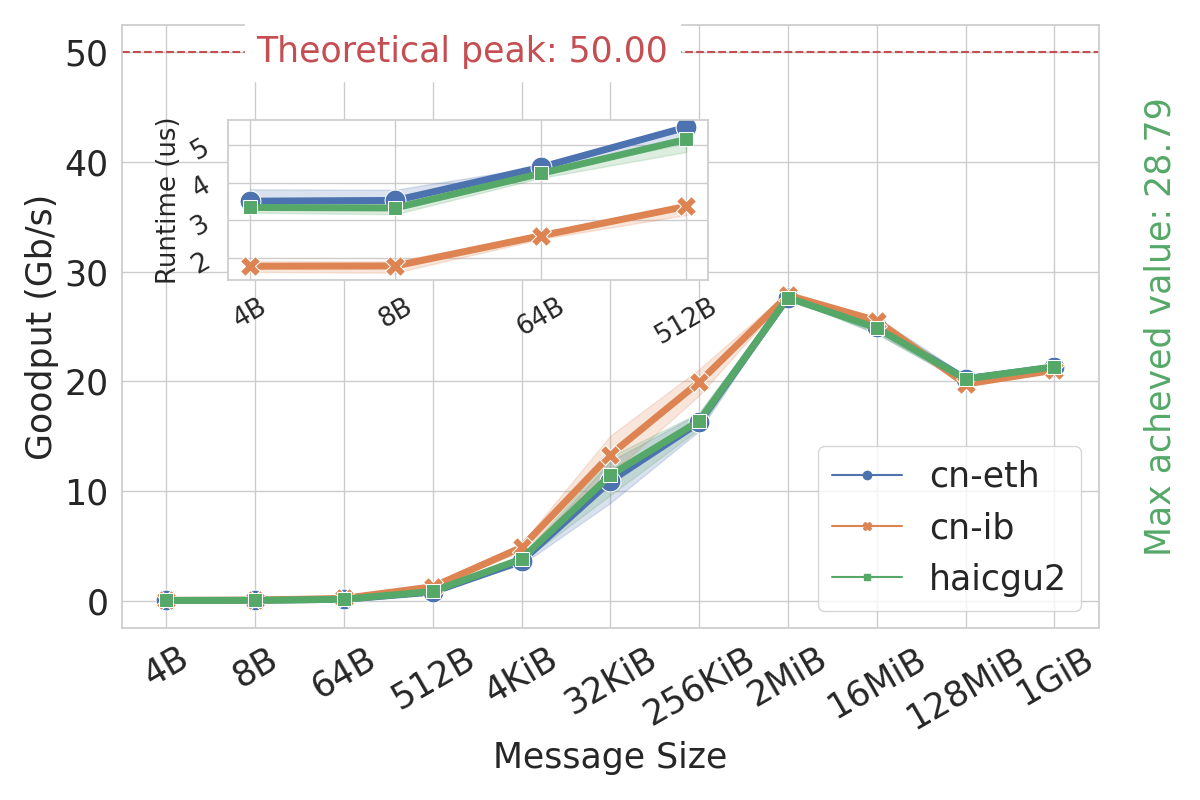 Theoretical peak: 50.00
Goodput (Gb/s)
50
40
30
20
10
0
Runtime (us)
5
4
3
2
4B
8B
64B
512B
cn-eth
cn-ib
haicgu2
4B
8B
64B
512B
4KiB
32KiB
256KiB
2MiB
16MiB
128MiB
1GiB
Message Size
Max acheved value: 28.79